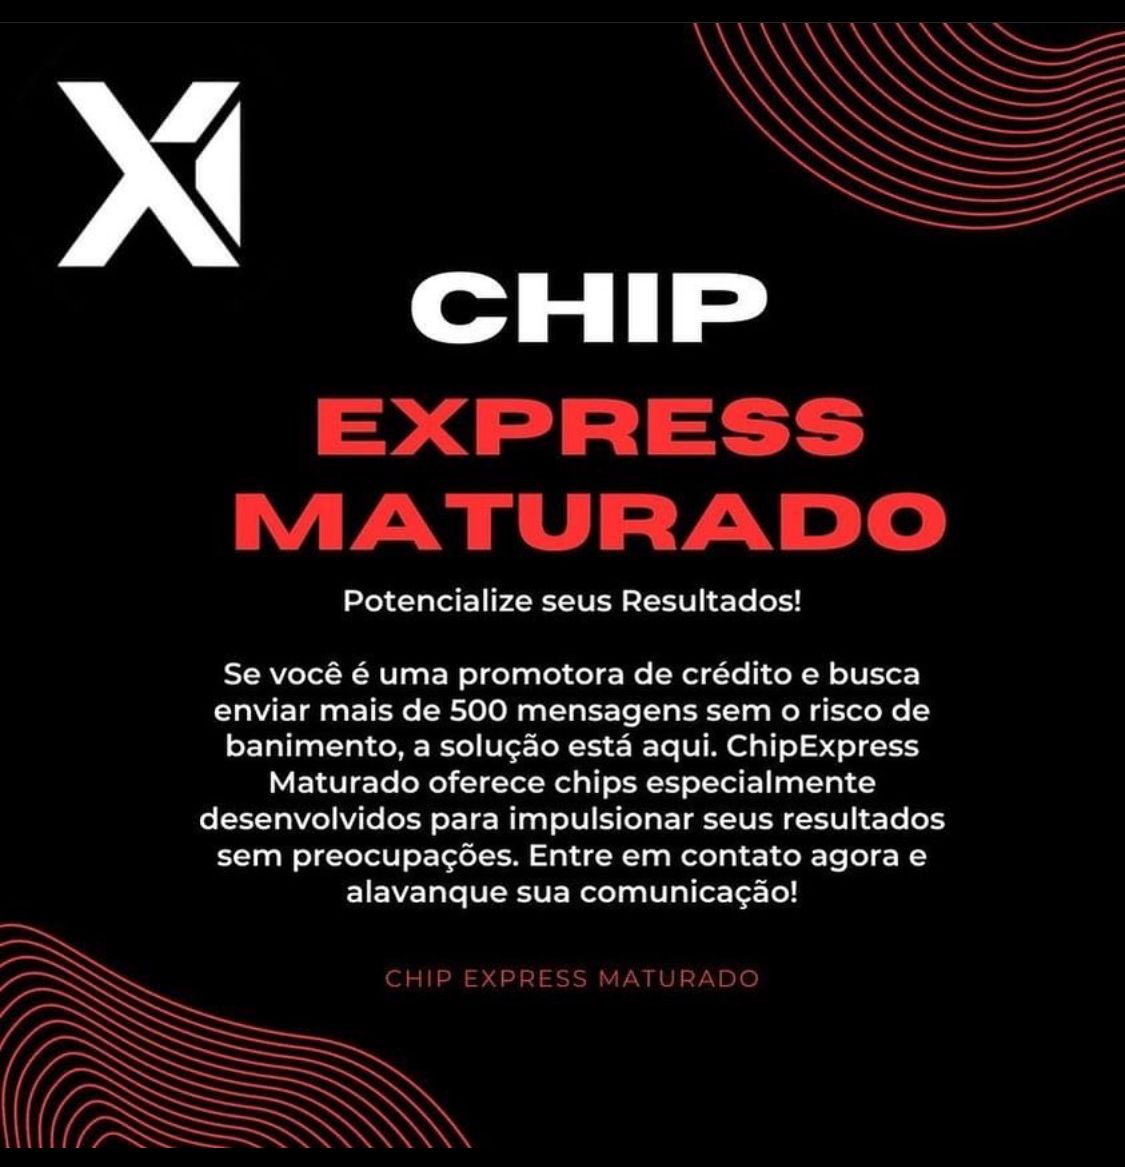 X
CHIP
EXPRESS
MATURADO
Potencialize seus Resultados!
Se você é uma promotora de crédito e busca
enviar mais de 500 mensagens sem o risco de
banimento, a solução está aqui. ChipExpress
Maturado oferece chips especialmente
desenvolvidos para impulsionar seus resultados
sem preocupações. Entre em contato agora e
alavanque sua comunicação!
CHIP EXPRESS MATURADO